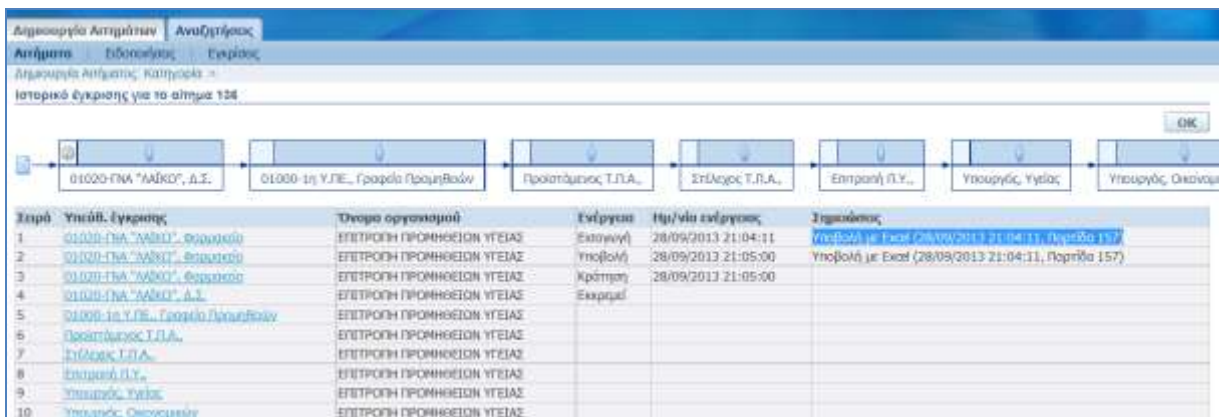 Δημιουργία Αιτημάτων Αναζητήσεις
Αιτήματα Ειδοποιήσεις Εγκρίσεις
Δημιουργία Αιτήματος: Κατηγορία >
Ιστορικό έγκρισης για το αίτημα 136
OK
01020-ΓΝΑ "ΛΑΪΚΟ", Δ.Σ. 01000-1η Υ.ΠΕ., Γραφείο Προμηθειών Προϊστάμενος Τ.Π.Α., Στέλεχος Τ.Π.Α., Επιτροπή Π.Υ., Υπουργός, Υγείας Υπουργός, Οικονομι
Σειρά Υπεύθ. έγκρισης Όνομα οργανισμού Ενέργεια Ημ/νία ενέργειας Σημειώσεις
1 01020-ΓΝΑ "ΛΑΪΚΟ", Φαρμακείο ΕΠΙΤΡΟΠΗ ΠΡΟΜΗΘΕΙΩΝ ΥΓΕΙΑΣ Εισαγωγή 28/09/2013 21:04:11 Υποβολή με Excel (28/09/2013 21:04:11, Παρτίδα 157)
2 01020-ΓΝΑ "ΛΑΪΚΟ", Φαρμακείο ΕΠΙΤΡΟΠΗ ΠΡΟΜΗΘΕΙΩΝ ΥΓΕΙΑΣ Υποβολή 28/09/2013 21:05:00 Υποβολή με Excel (28/09/2013 21:04:11, Παρτίδα 157)
3 01020-ΓΝΑ "ΛΑΪΚΟ", Φαρμακείο ΕΠΙΤΡΟΠΗ ΠΡΟΜΗΘΕΙΩΝ ΥΓΕΙΑΣ Κράτηση 28/09/2013 21:05:00
4 01020-ΓΝΑ "ΛΑΪΚΟ", Δ.Σ. ΕΠΙΤΡΟΠΗ ΠΡΟΜΗΘΕΙΩΝ ΥΓΕΙΑΣ Εκκρεμεί
5 01000-1η Υ.ΠΕ., Γραφείο Προμηθειών ΕΠΙΤΡΟΠΗ ΠΡΟΜΗΘΕΙΩΝ ΥΓΕΙΑΣ
6 Προϊστάμενος Τ.Π.Α., ΕΠΙΤΡΟΠΗ ΠΡΟΜΗΘΕΙΩΝ ΥΓΕΙΑΣ
7 Στέλεχος Τ.Π.Α., ΕΠΙΤΡΟΠΗ ΠΡΟΜΗΘΕΙΩΝ ΥΓΕΙΑΣ
8 Επιτροπή Π.Υ., ΕΠΙΤΡΟΠΗ ΠΡΟΜΗΘΕΙΩΝ ΥΓΕΙΑΣ
9 Υπουργός, Υγείας ΕΠΙΤΡΟΠΗ ΠΡΟΜΗΘΕΙΩΝ ΥΓΕΙΑΣ
10 Υπουργός, Οικονομικών ΕΠΙΤΡΟΠΗ ΠΡΟΜΗΘΕΙΩΝ ΥΓΕΙΑΣ